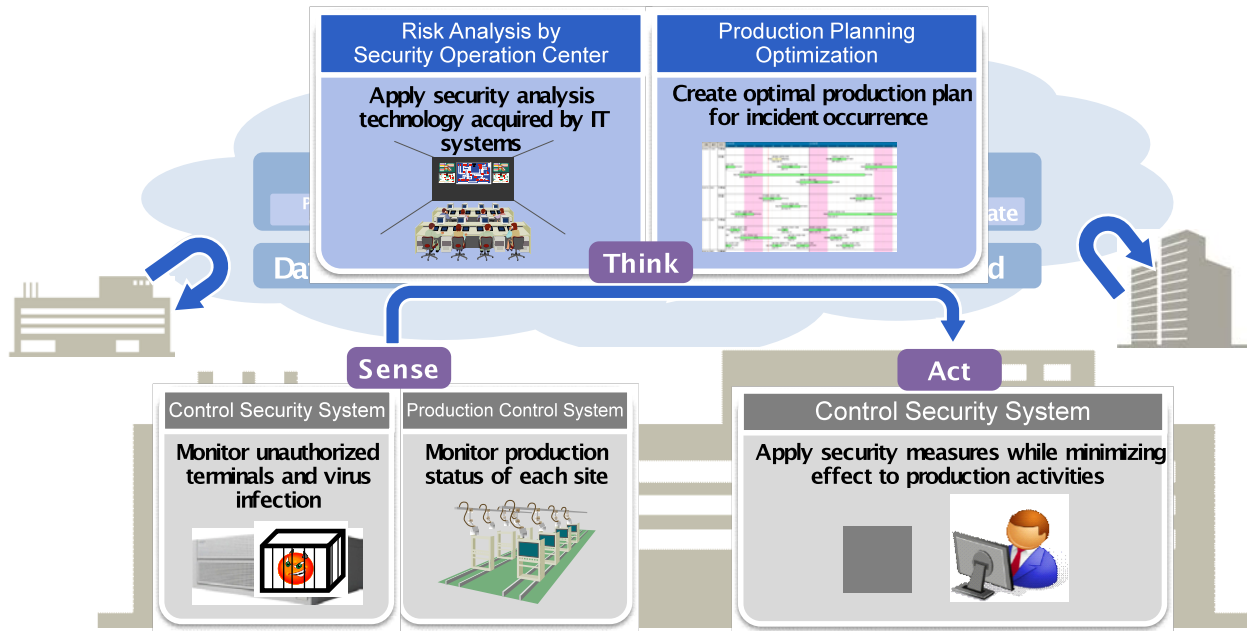 Risk Analysis by
Security Operation Center
Apply security analysis
technology acquired by IT
systems
Production Planning
Optimization
Create optimal production plan
for incident occurrence
Think
Sense
Act
Control Security System
Monitor unauthorized
terminals and virus
infection
Production Control System
Monitor production
status of each site
Control Security System
Apply security measures while minimizing
effect to production activities